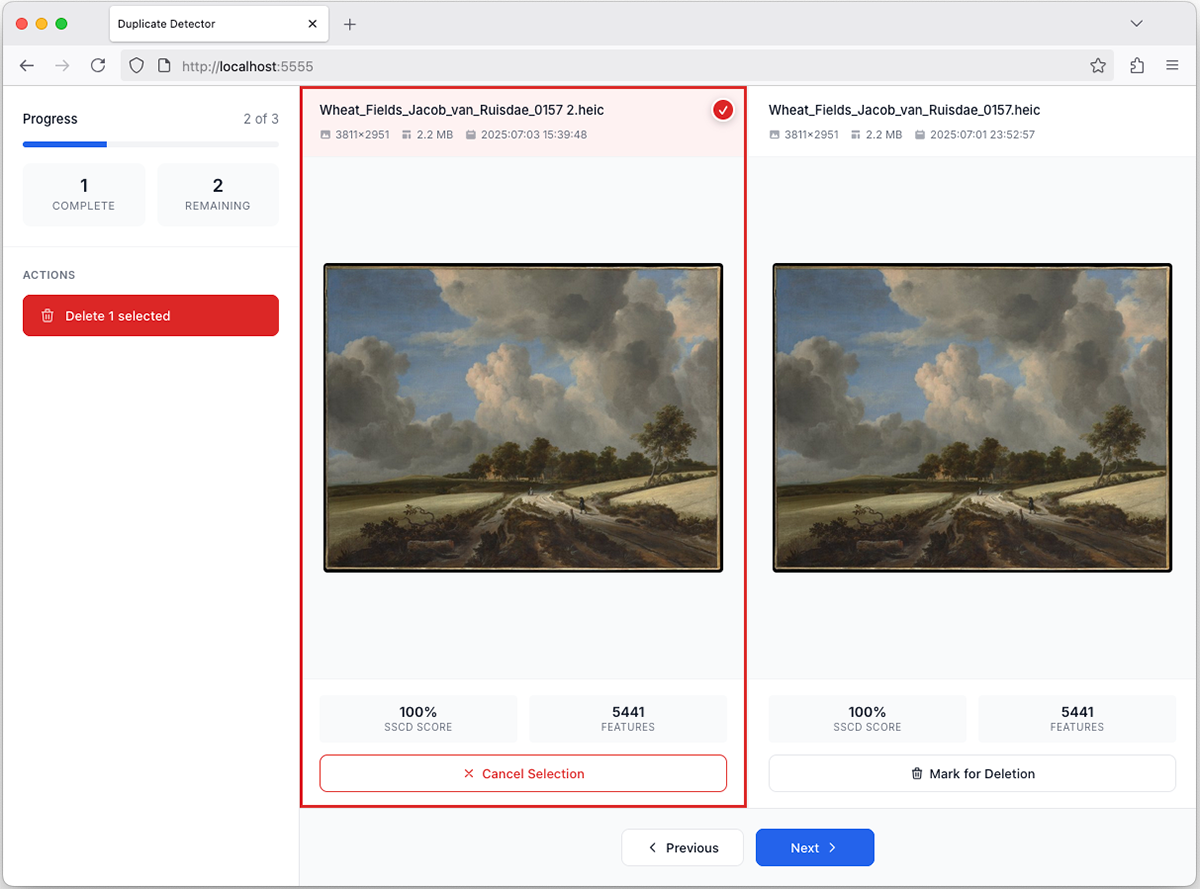 Duplicate Detector
http://localhost:5555
Progress
2 of 3
1
COMPLETE
2
REMAINING
ACTIONS
Delete 1 selected
Wheat_Fields_Jacob_van_Ruisdae_0157 2.heic
3811×2951 2.2 MB 2025:07:03 15:39:48
100%
SSCD SCORE
5441
FEATURES
Cancel Selection
Wheat_Fields_Jacob_van_Ruisdae_0157.heic
3811×2951 2.2 MB 2025:07:01 23:52:57
100%
SSCD SCORE
5441
FEATURES
Mark for Deletion
Previous
Next